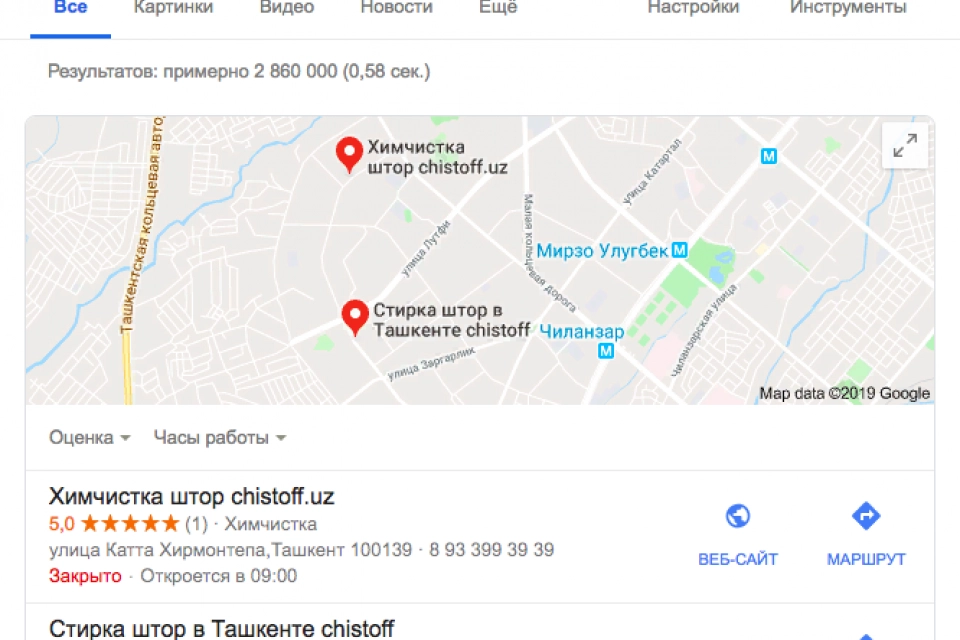 Все Картинки Видео Новости Ещё Настройки Инструменты
Результатов: примерно 2 860 000 (0,58 сек.)
Химчистка
штор chistoff.uz
Ташкентская кольцевая авто
улица Катартал
M
улица Лутфи
Малая кольцевая дорога
Мирзо Улугбек M
Стирка штор в
Ташкенте chistoff
Чиланзар
M
Чиланзарская улица
улица Заргарлик
Map data ©2019 Google
Оценка Часы работы
Химчистка штор chistoff.uz
5,0 ★★★★★ (1) · Химчистка
улица Катта Хирмонтепа,Ташкент 100139 · 8 93 399 39 39
Закрыто · Откроется в 09:00
ВЕБ-САЙТ МАРШРУТ
Стирка штор в Ташкенте chistoff